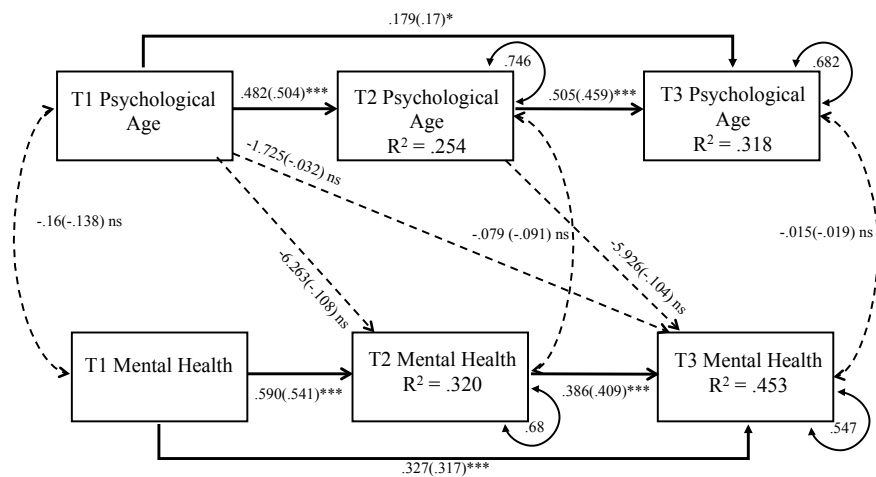 .179(.17)*
.746
.682
T1 Psychological
Age
.482(.504)***
T2 Psychological
Age
R² = .254
.505(.459)***
T3 Psychological
Age
R² = .318
-1.725(-.032) ns
-.16(-.138) ns
-.079 (-.091) ns
-.015(-.019) ns
-6.263(-.108) ns
-5.926(-.104) ns
T1 Mental Health
.590(.541)***
T2 Mental Health
R² = .320
.386(.409)***
T3 Mental Health
R² = .453
.68
.547
.327(.317)***